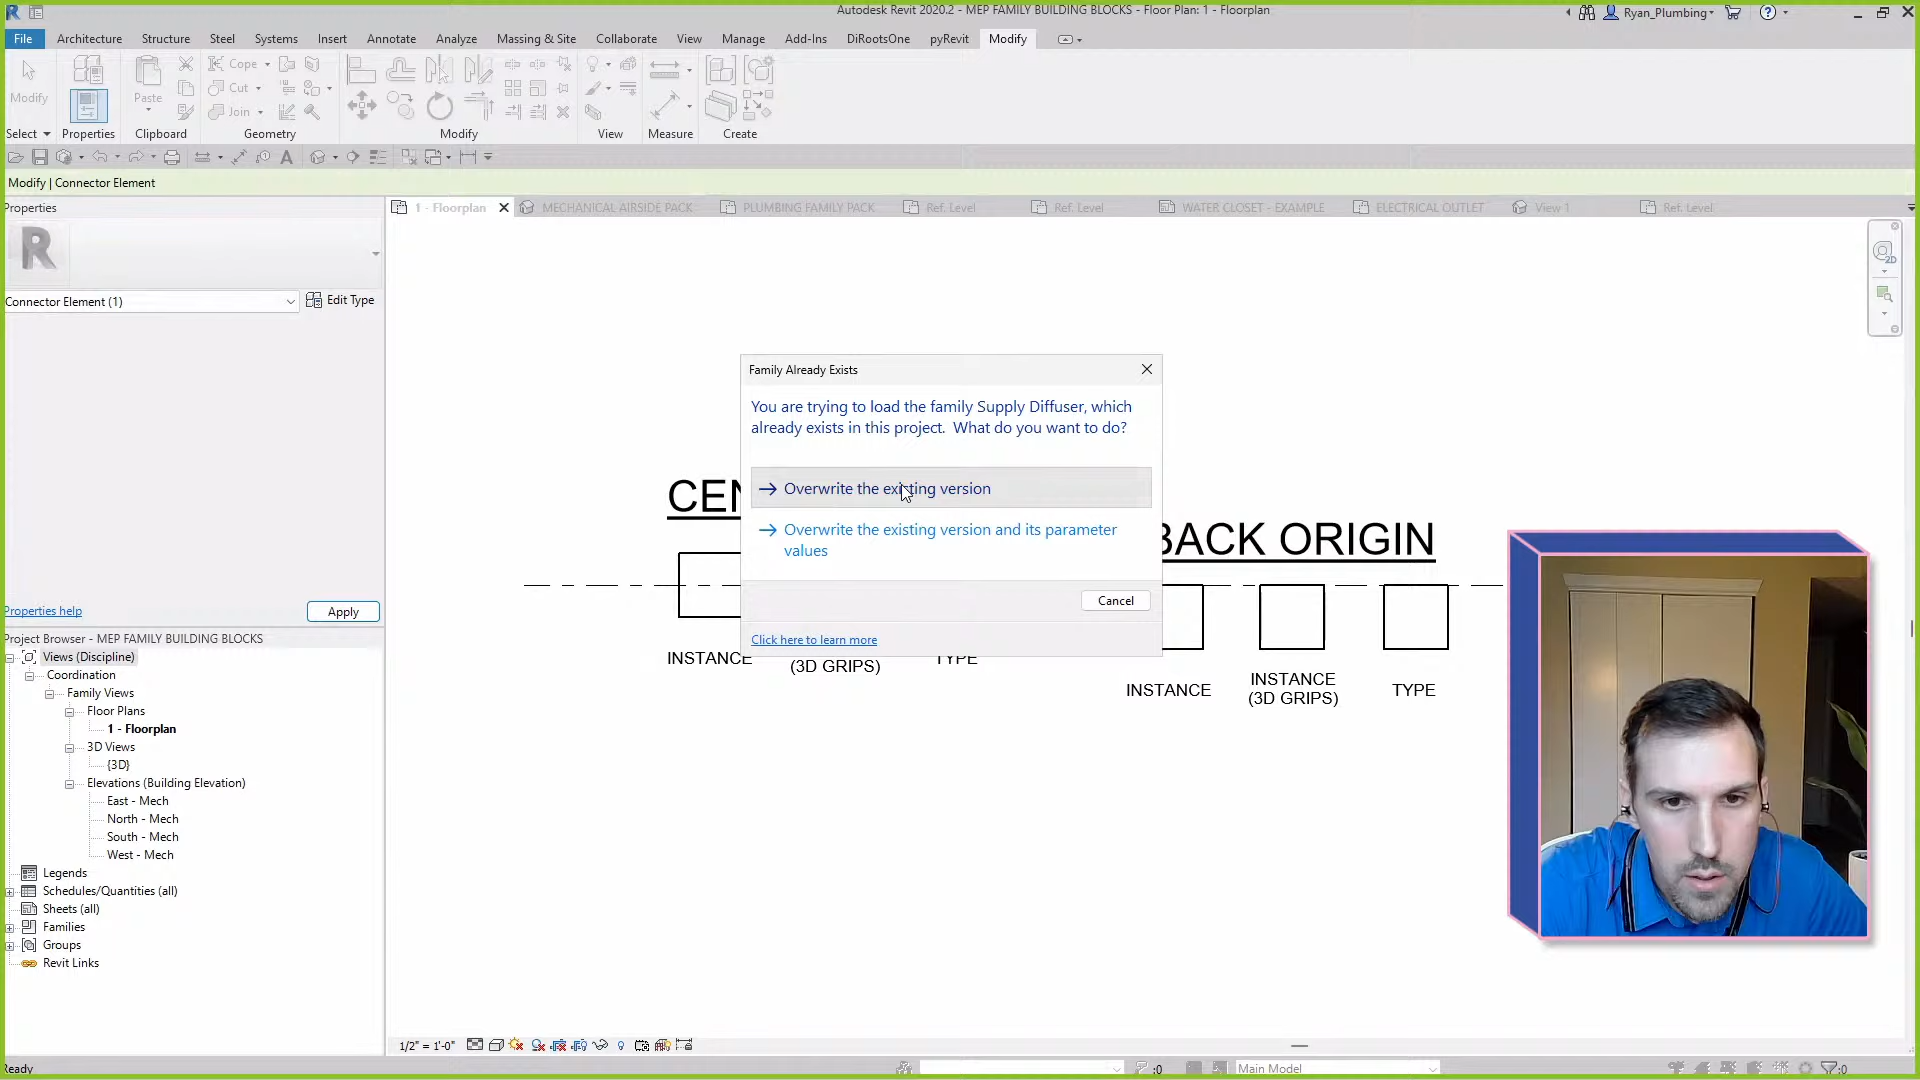 Autodesk Revit 2020.2 - MEP FAMILY BUILDING BLOCKS - Floor Plan: 1 - Floorplan
Ryan_Plumbing
File Architecture Structure Steel Systems Insert Annotate Analyze Massing & Site Collaborate View Manage Add-Ins DiRootsOne pyRevit Modify
Modify
Paste
Cope
Cut
Join
Select Properties Clipboard Geometry Modify View Measure Create
Modify | Connector Element
Properties
1 - Floorplan MECHANICAL AIRSIDE PACK PLUMBING FAMILY PACK Ref. Level Ref. Level WATER CLOSET - EXAMPLE ELECTRICAL OUTLET View 1 Ref. Level
R
2D
Connector Element (1) Edit Type
Family Already Exists
You are trying to load the family Supply Diffuser, which
already exists in this project. What do you want to do?
Overwrite the existing version
Overwrite the existing version and its parameter
values
Cancel
Click here to learn more
CEN
BACK ORIGIN
INSTANCE
(3D GRIPS)
TYPE
INSTANCE
INSTANCE
(3D GRIPS)
TYPE
Properties help Apply
Project Browser - MEP FAMILY BUILDING BLOCKS
Views (Discipline)
Coordination
Family Views
Floor Plans
1 - Floorplan
3D Views
{3D}
Elevations (Building Elevation)
East - Mech
North - Mech
South - Mech
West - Mech
Legends
Schedules/Quantities (all)
Sheets (all)
Families
Groups
Revit Links
1/2" = 1'-0"
Ready
:0
Main Model
:0